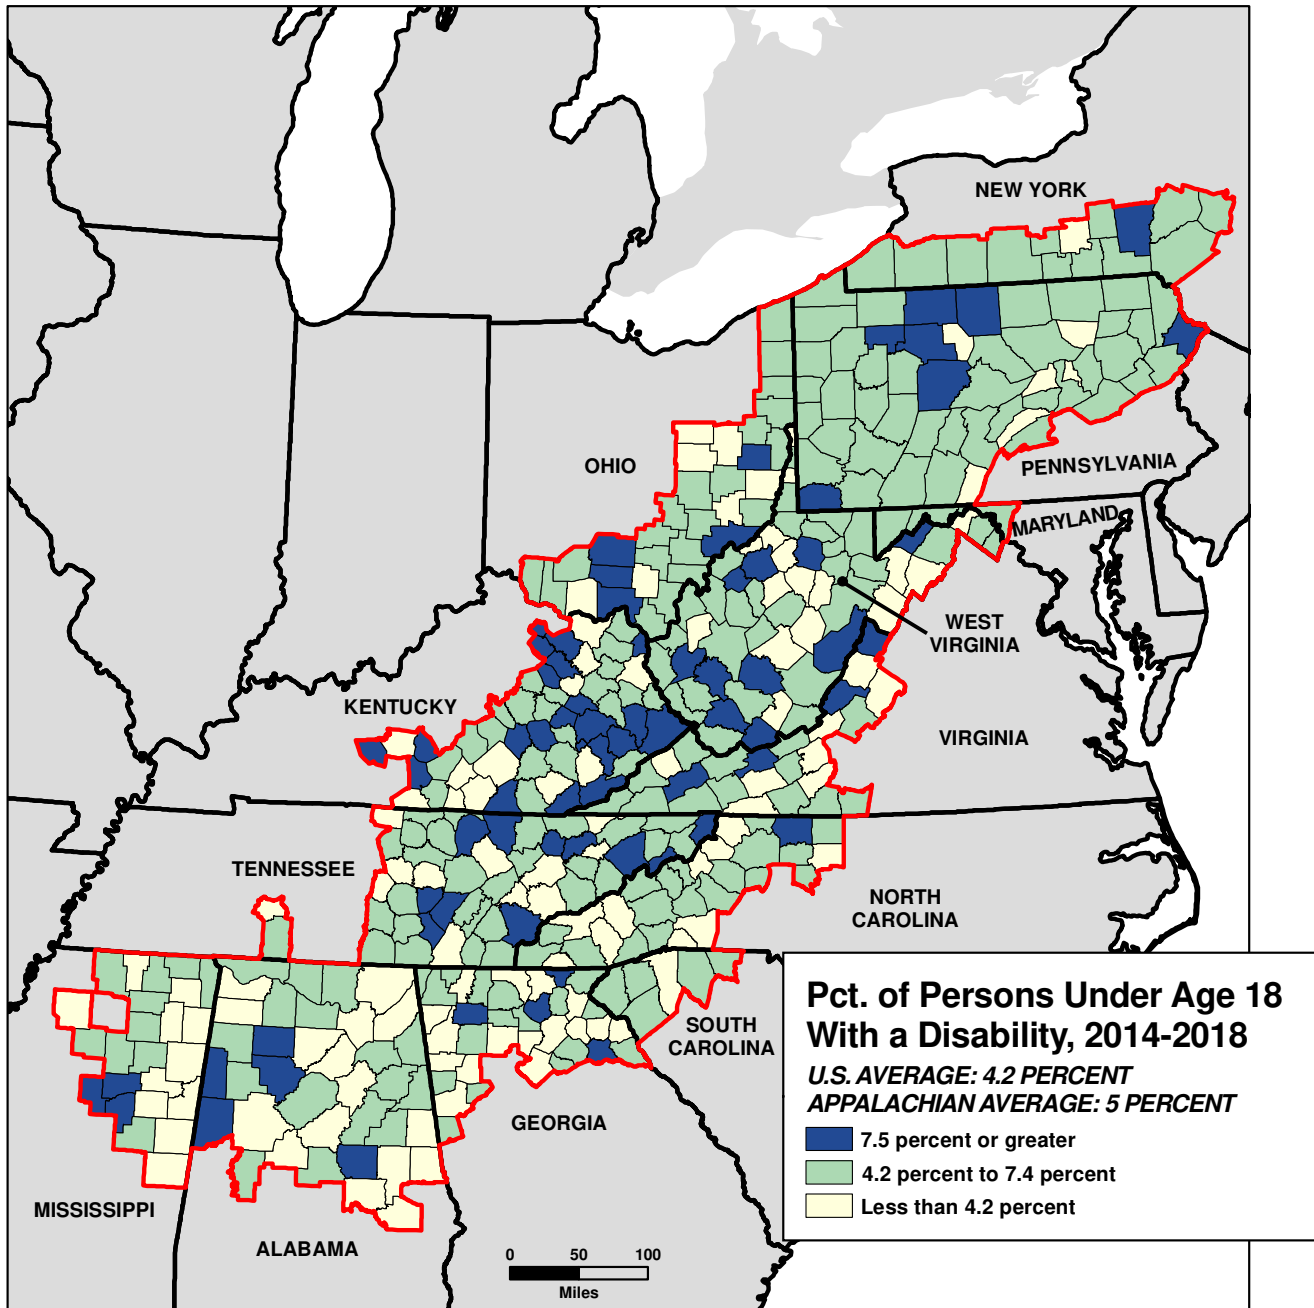 NEW YORK
OHIO
PENNSYLVANIA
MARYLAND
WEST
VIRGINIA
KENTUCKY
VIRGINIA
TENNESSEE
NORTH
CAROLINA
SOUTH
CAROLINA
GEORGIA
MISSISSIPPI
ALABAMA
Pct. of Persons Under Age 18
With a Disability, 2014-2018
U.S. AVERAGE: 4.2 PERCENT
APPALACHIAN AVERAGE: 5 PERCENT
7.5 percent or greater
4.2 percent to 7.4 percent
Less than 4.2 percent
0 50 100
Miles